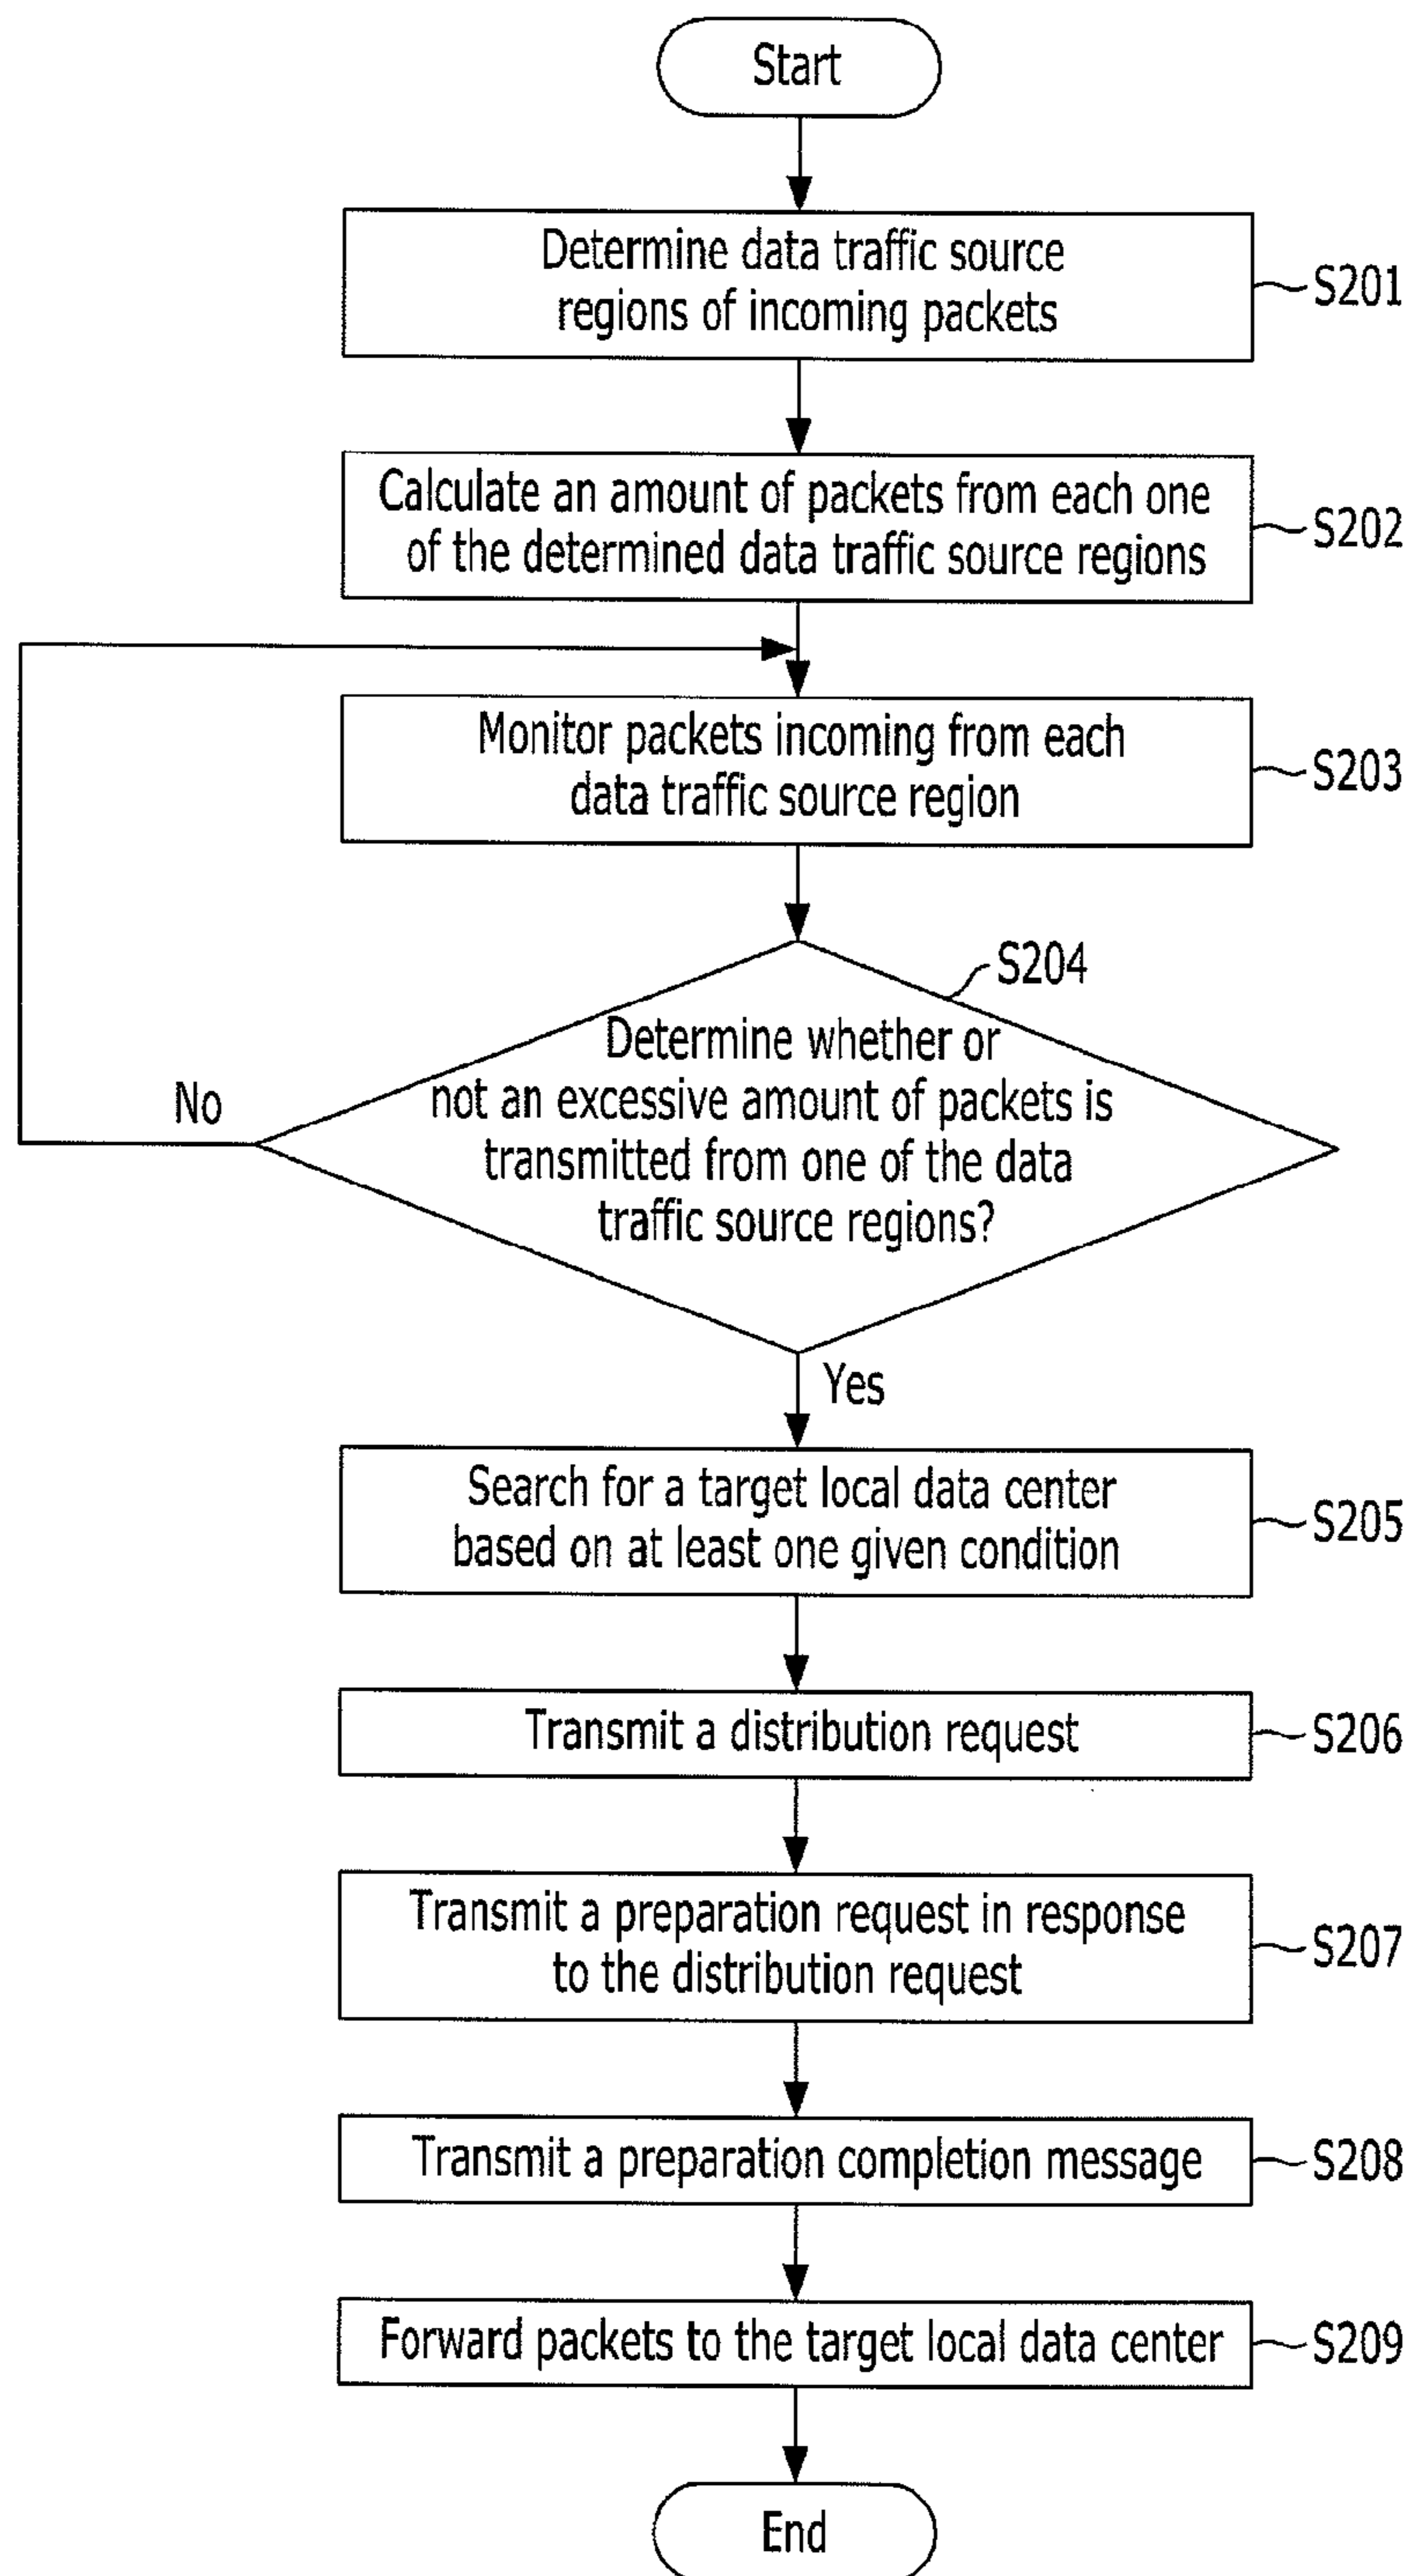 Start
Determine data traffic source
regions of incoming packets
S201
Calculate an amount of packets from each one
of the determined data traffic source regions
S202
Monitor packets incoming from each
data traffic source region
S203
S204
Determine whether or
not an excessive amount of packets is
transmitted from one of the data
traffic source regions?
No
Yes
Search for a target local data center
based on at least one given condition
S205
Transmit a distribution request
S206
Transmit a preparation request in response
to the distribution request
S207
Transmit a preparation completion message
S208
Forward packets to the target local data center
S209
End